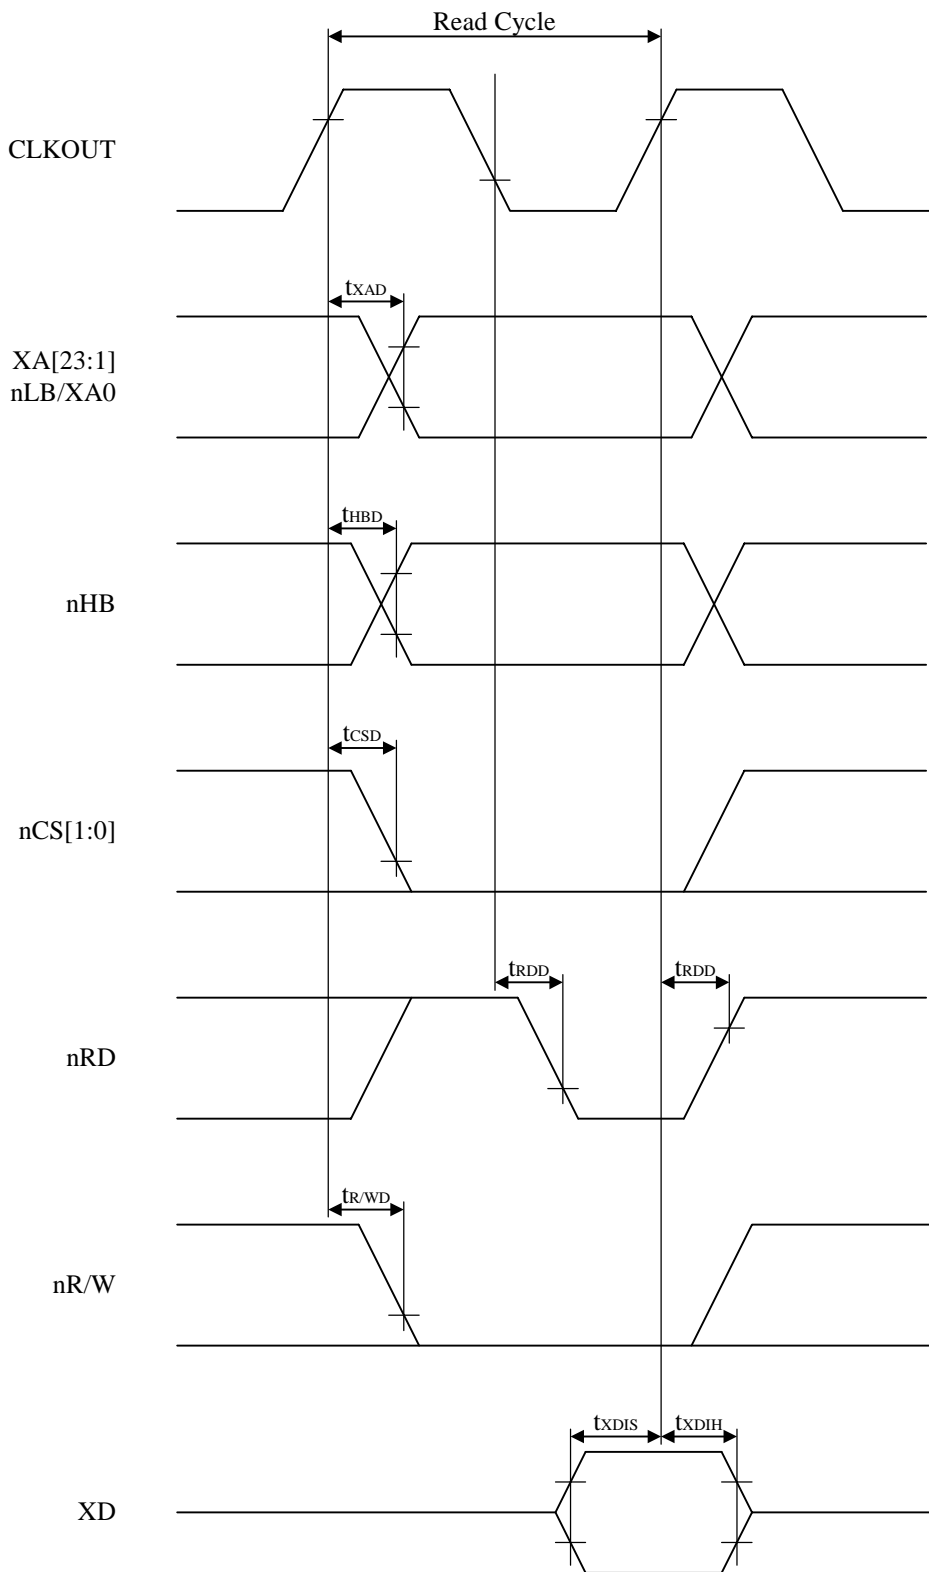 Read Cycle
CLKOUT
tXAD
XA[23:1]
nLB/XA0
tHBD
nHB
tCSD
nCS[1:0]
tRDD
tRDD
nRD
tR/WD
nR/W
tXDIS
tXDIH
XD